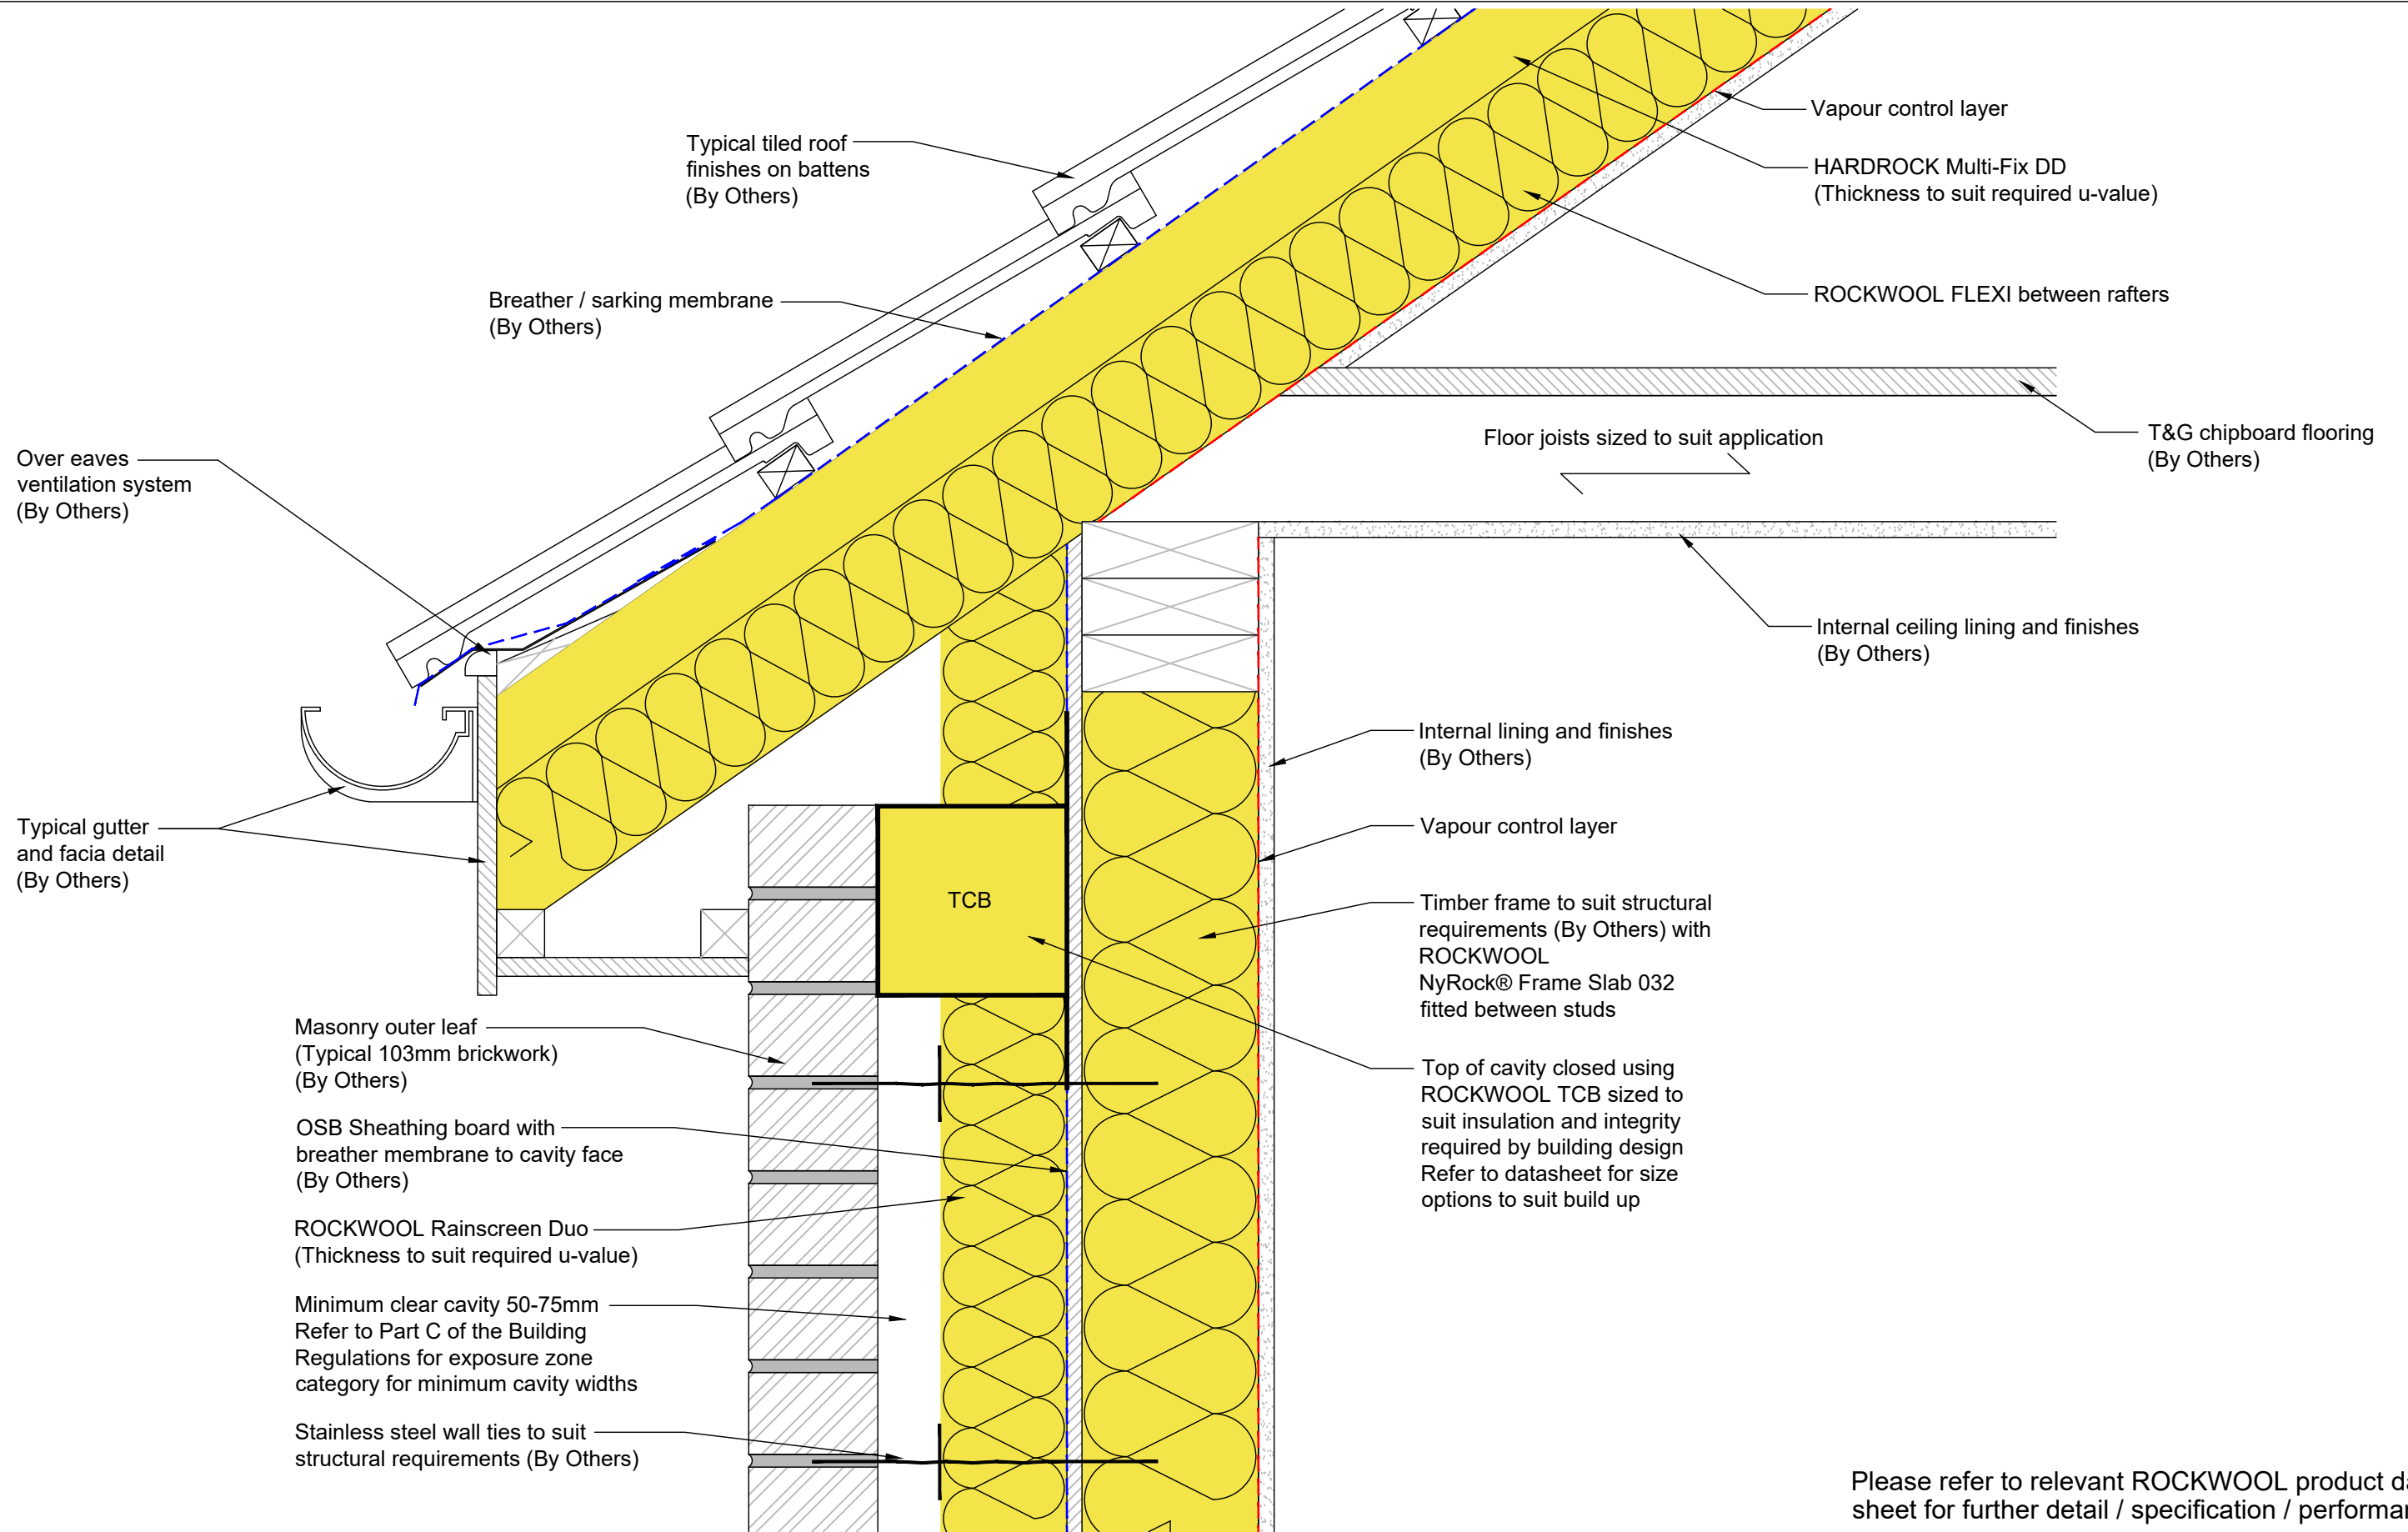 Typical tiled roof
finishes on battens
(By Others)
Breather / sarking membrane
(By Others)
Over eaves
ventilation system
(By Others)
Typical gutter
and facia detail
(By Others)
Masonry outer leaf
(Typical 103mm brickwork)
(By Others)
OSB Sheathing board with
breather membrane to cavity face
(By Others)
ROCKWOOL Rainscreen Duo
(Thickness to suit required u-value)
Minimum clear cavity 50-75mm
Refer to Part C of the Building
Regulations for exposure zone
category for minimum cavity widths
Stainless steel wall ties to suit
structural requirements (By Others)
TCB
Vapour control layer
HARDROCK Multi-Fix DD
(Thickness to suit required u-value)
ROCKWOOL FLEXI between rafters
Floor joists sized to suit application
T&G chipboard flooring
(By Others)
Internal ceiling lining and finishes
(By Others)
Internal lining and finishes
(By Others)
Vapour control layer
Timber frame to suit structural
requirements (By Others) with
ROCKWOOL
NyRock® Frame Slab 032
fitted between studs
Top of cavity closed using
ROCKWOOL TCB sized to
suit insulation and integrity
required by building design
Refer to datasheet for size
options to suit build up
Please refer to relevant ROCKWOOL product
sheet for further detail / specification /